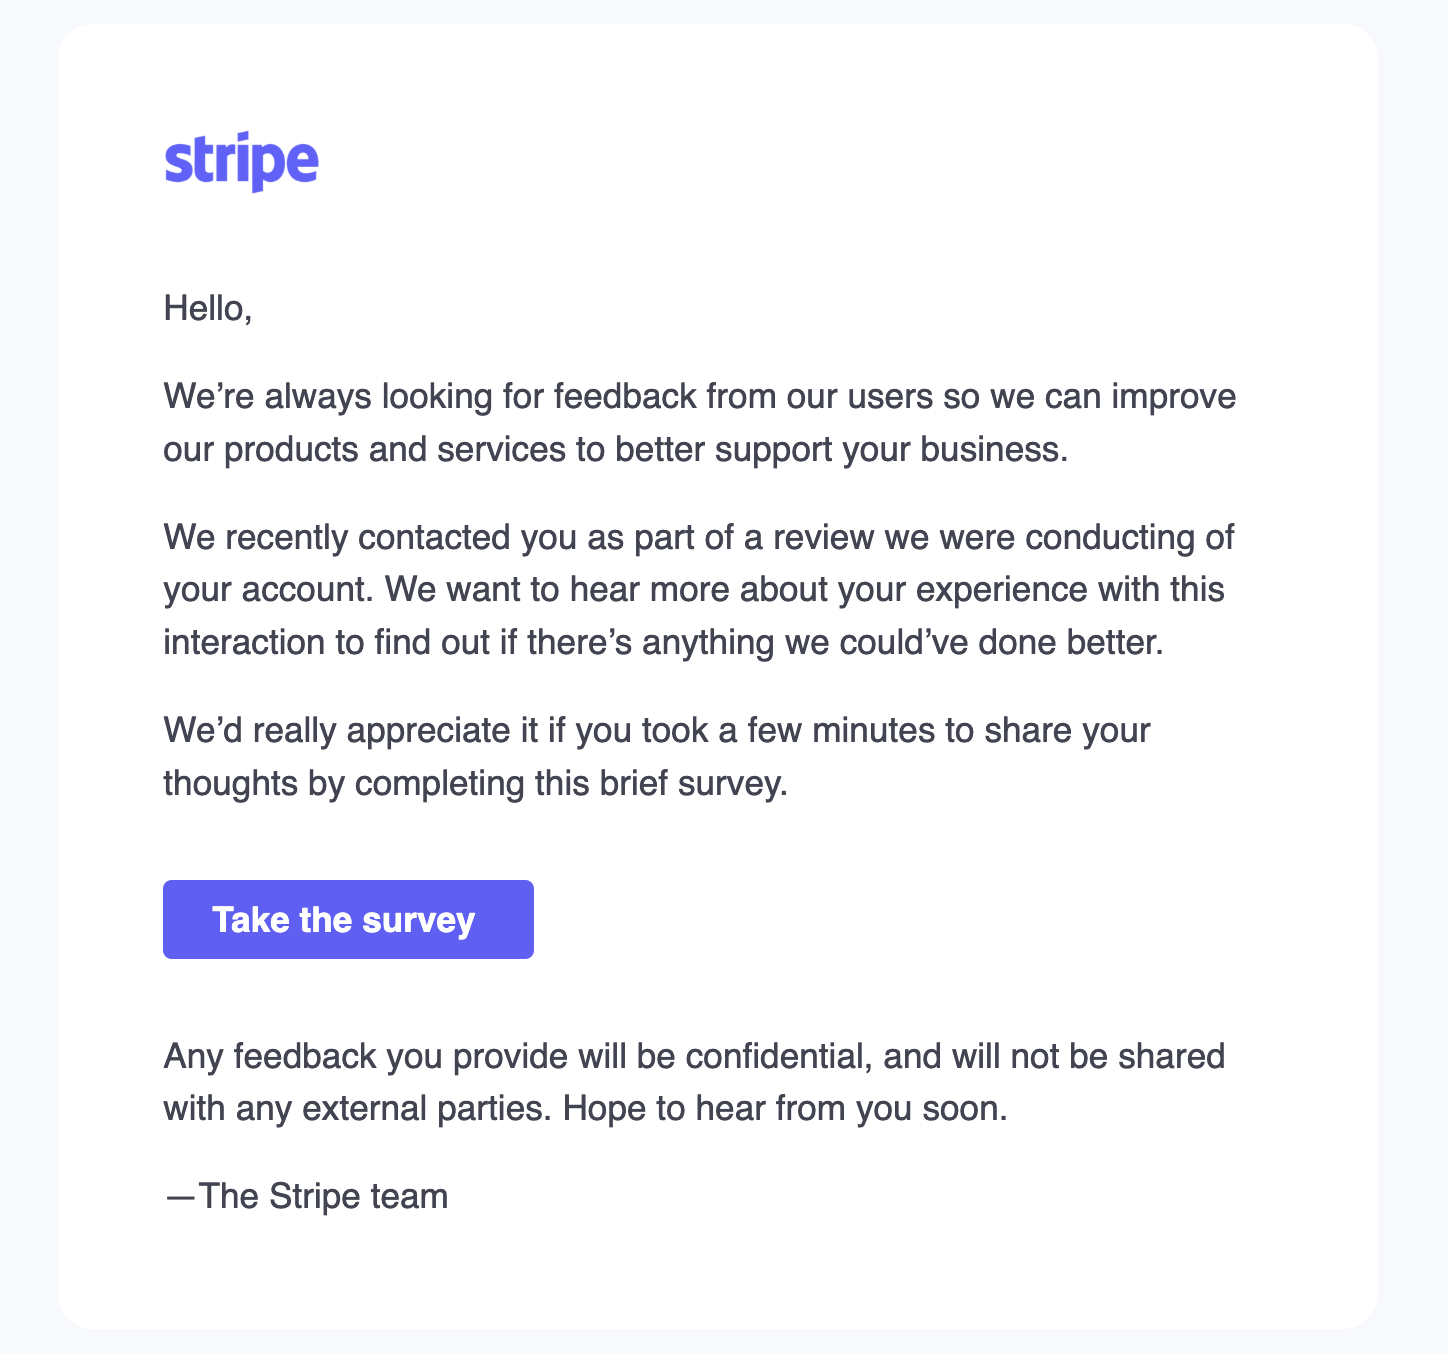 stripe
Hello,
We’re always looking for feedback from our users so we can improve
our products and services to better support your business.
We recently contacted you as part of a review we were conducting of
your account. We want to hear more about your experience with this
interaction to find out if there’s anything we could’ve done better.
We’d really appreciate it if you took a few minutes to share your
thoughts by completing this brief survey.
Take the survey
Any feedback you provide will be confidential, and will not be shared
with any external parties. Hope to hear from you soon.
—The Stripe team